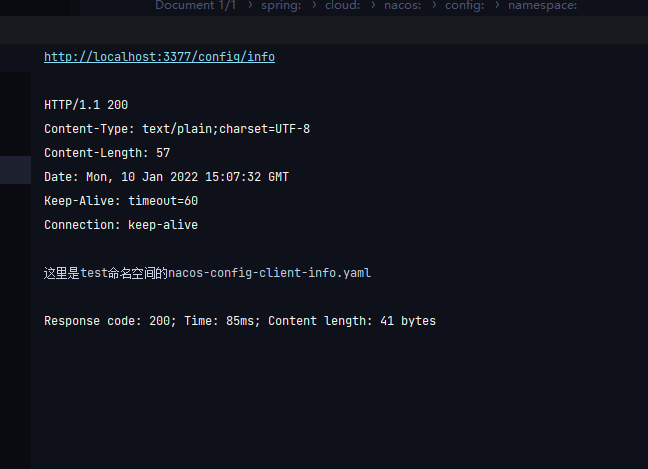 Document 1/1 › spring: › cloud: › nacos: › config: › namespace:
http://localhost:3377/config/info
HTTP/1.1 200
Content-Type: text/plain;charset=UTF-8
Content-Length: 57
Date: Mon, 10 Jan 2022 15:07:32 GMT
Keep-Alive: timeout=60
Connection: keep-alive
这里是test命名空间的nacos-config-client-info.yaml
Response code: 200; Time: 85ms; Content length: 41 bytes